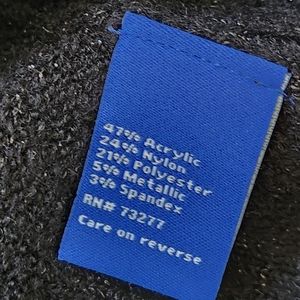 47% Acrylic
24% Nylon
21% Polyester
5% Metallic
3% Spandex
RN# 73277
Care on reverse